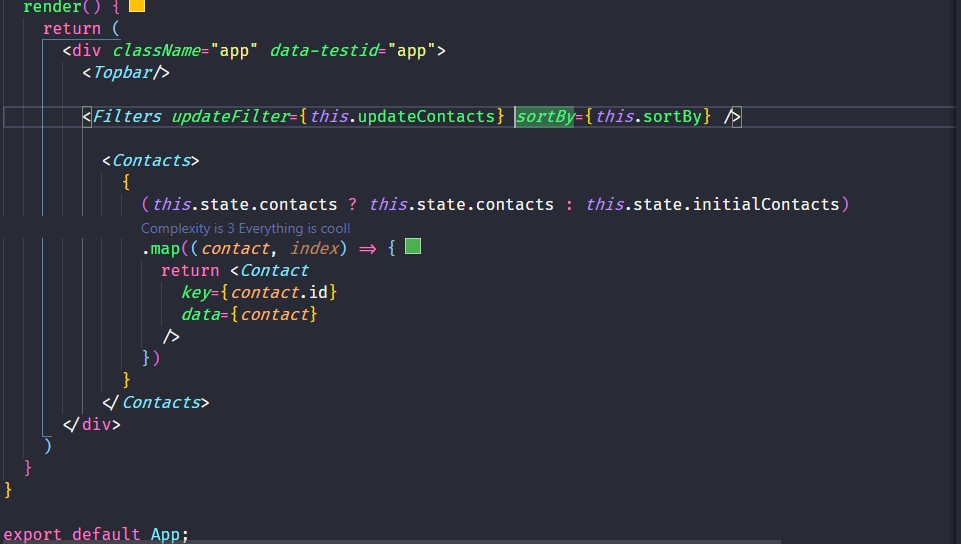 render() {
return (
<div className="app" data-testid="app">
<Topbar/>
<Filters updateFilter={this.updateContacts} sortBy={this.sortBy} />
<Contacts>
{
(this.state.contacts ? this.state.contacts : this.state.initialContacts)
Complexity is 3 Everything is cool!
.map((contact, index) => {
return <Contact
key={contact.id}
data={contact}
/>
})
}
</Contacts>
</div>
)
}
}
export default App;